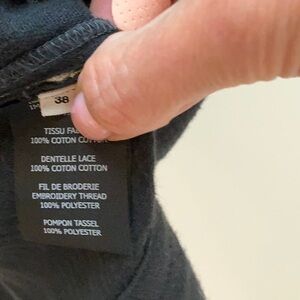 38
TISSU
100% COTON COTTON
DENTELLE LACE
100% COTON COTTON
FIL DE BRODERIE
EMBROIDERY THREAD
100% POLYESTER
POMPON TASSEL
100% POLYESTER